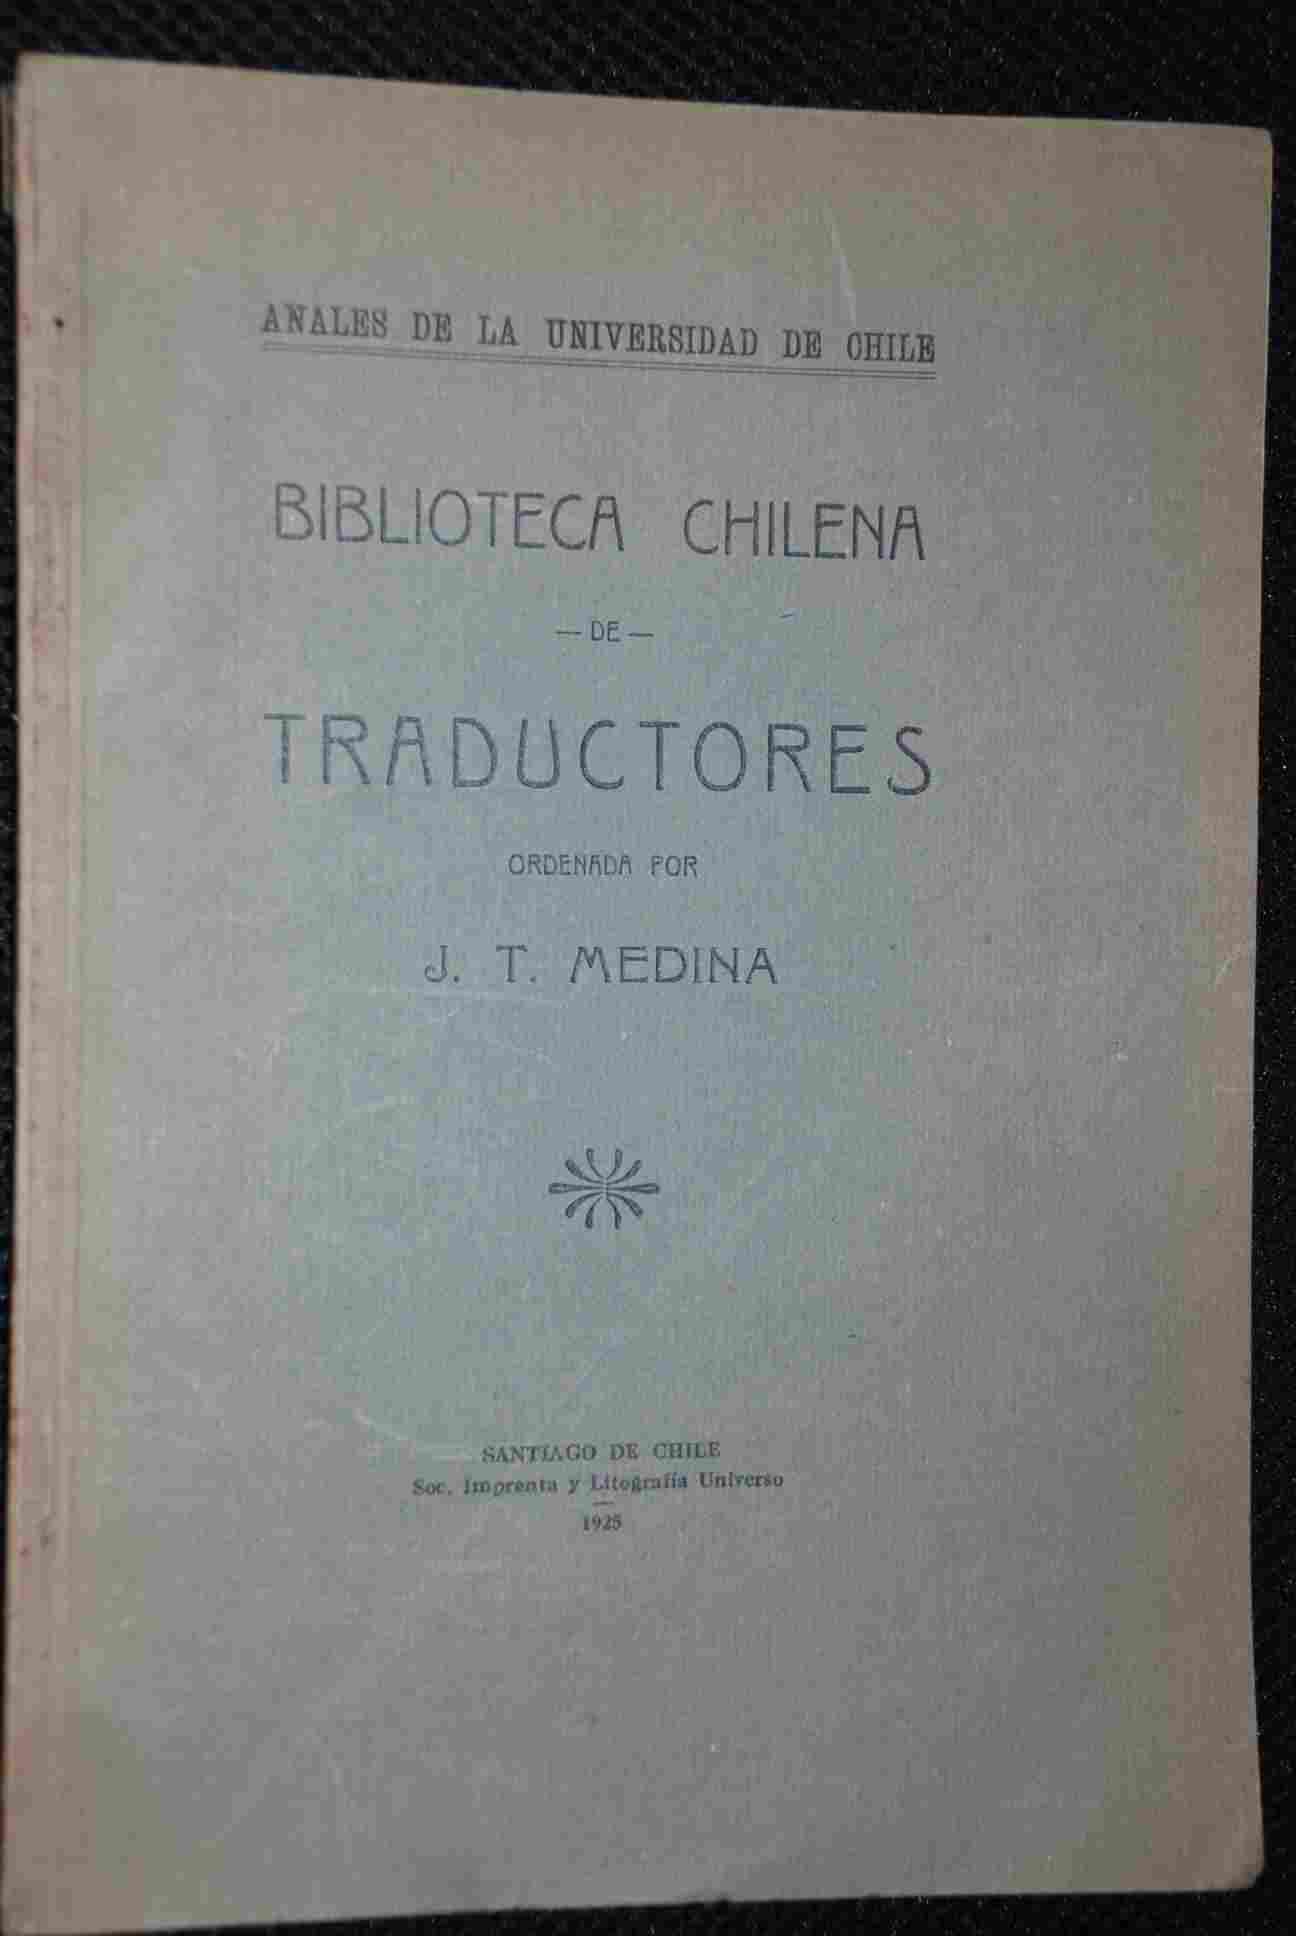 ANALES DE LA UNIVERSIDAD DE CHILE
BIBLIOTECA CHILENA
— DE —
TRADUCTORES
ORDENADA POR
J. T. MEDINA
SANTIAGO DE CHILE
Soc. Imprenta y Litografía Universo
1925